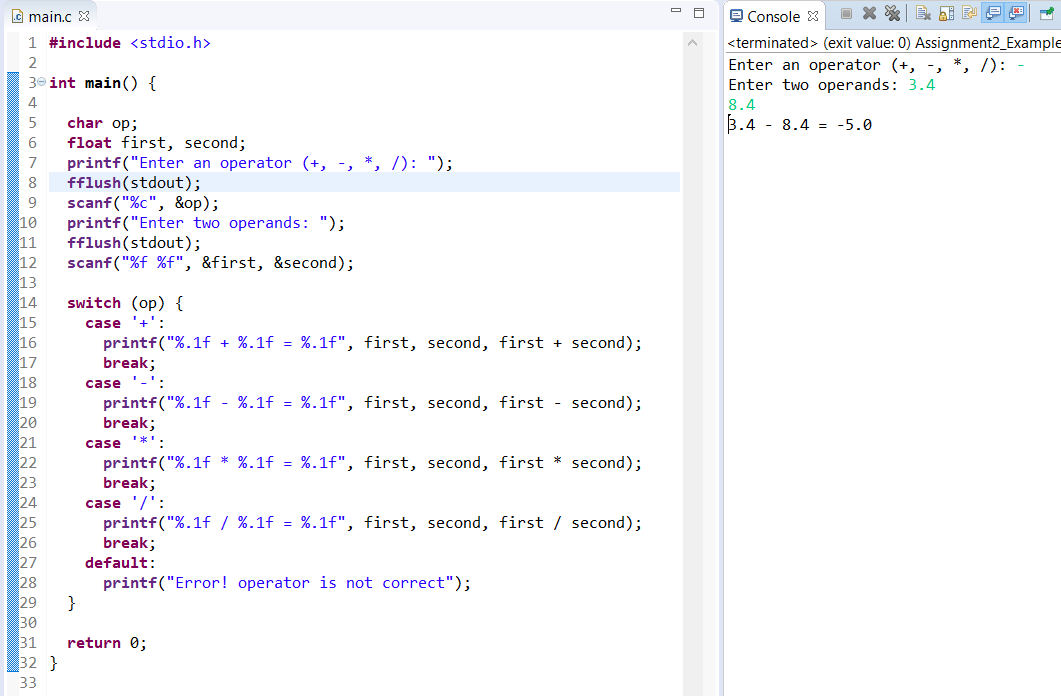 main.c
1 #include <stdio.h>
2
3 int main() {
4
5   char op;
6   float first, second;
7   printf("Enter an operator (+, -, *, /): ");
8   fflush(stdout);
9   scanf("%c", &op);
10   printf("Enter two operands: ");
11   fflush(stdout);
12   scanf("%f %f", &first, &second);
13
14   switch (op) {
15     case '+':
16       printf("%.1f + %.1f = %.1f", first, second, first + second);
17       break;
18     case '-':
19       printf("%.1f - %.1f = %.1f", first, second, first - second);
20       break;
21     case '*':
22       printf("%.1f * %.1f = %.1f", first, second, first * second);
23       break;
24     case '/':
25       printf("%.1f / %.1f = %.1f", first, second, first / second);
26       break;
27     default:
28       printf("Error! operator is not correct");
29   }
30
31   return 0;
32 }
33
Console
<terminated> (exit value: 0) Assignment2_Example
Enter an operator (+, -, *, /): -
Enter two operands: 3.4
8.4
3.4 - 8.4 = -5.0